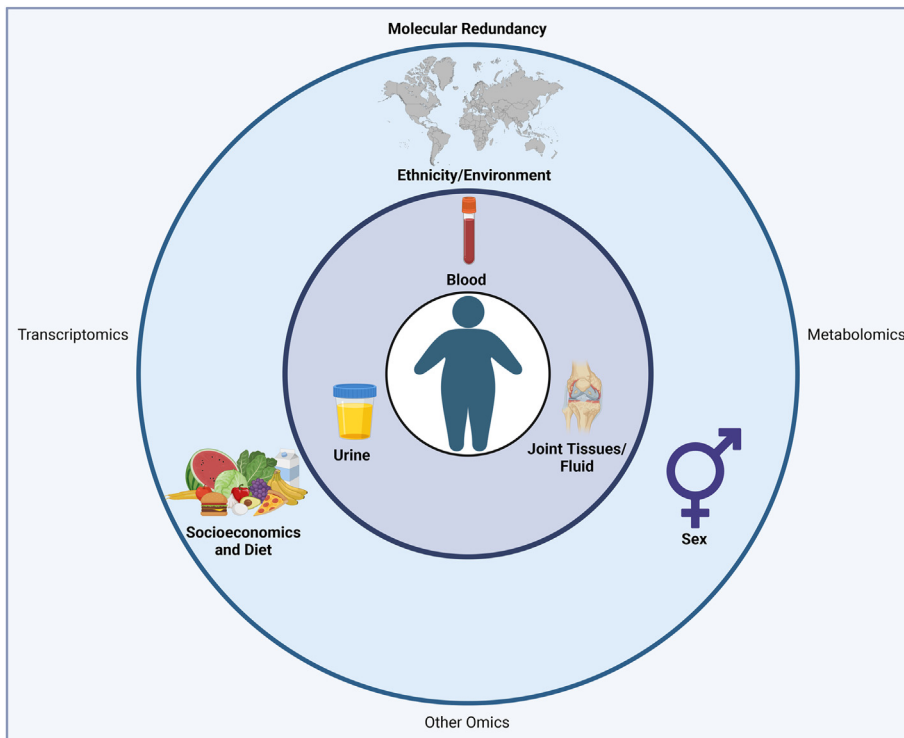 Molecular Redundancy
Ethnicity/Environment
Blood
Transcriptomics
Metabolomics
Urine
Joint Tissues/
Fluid
Socioeconomics
and Diet
Sex
Other Omics